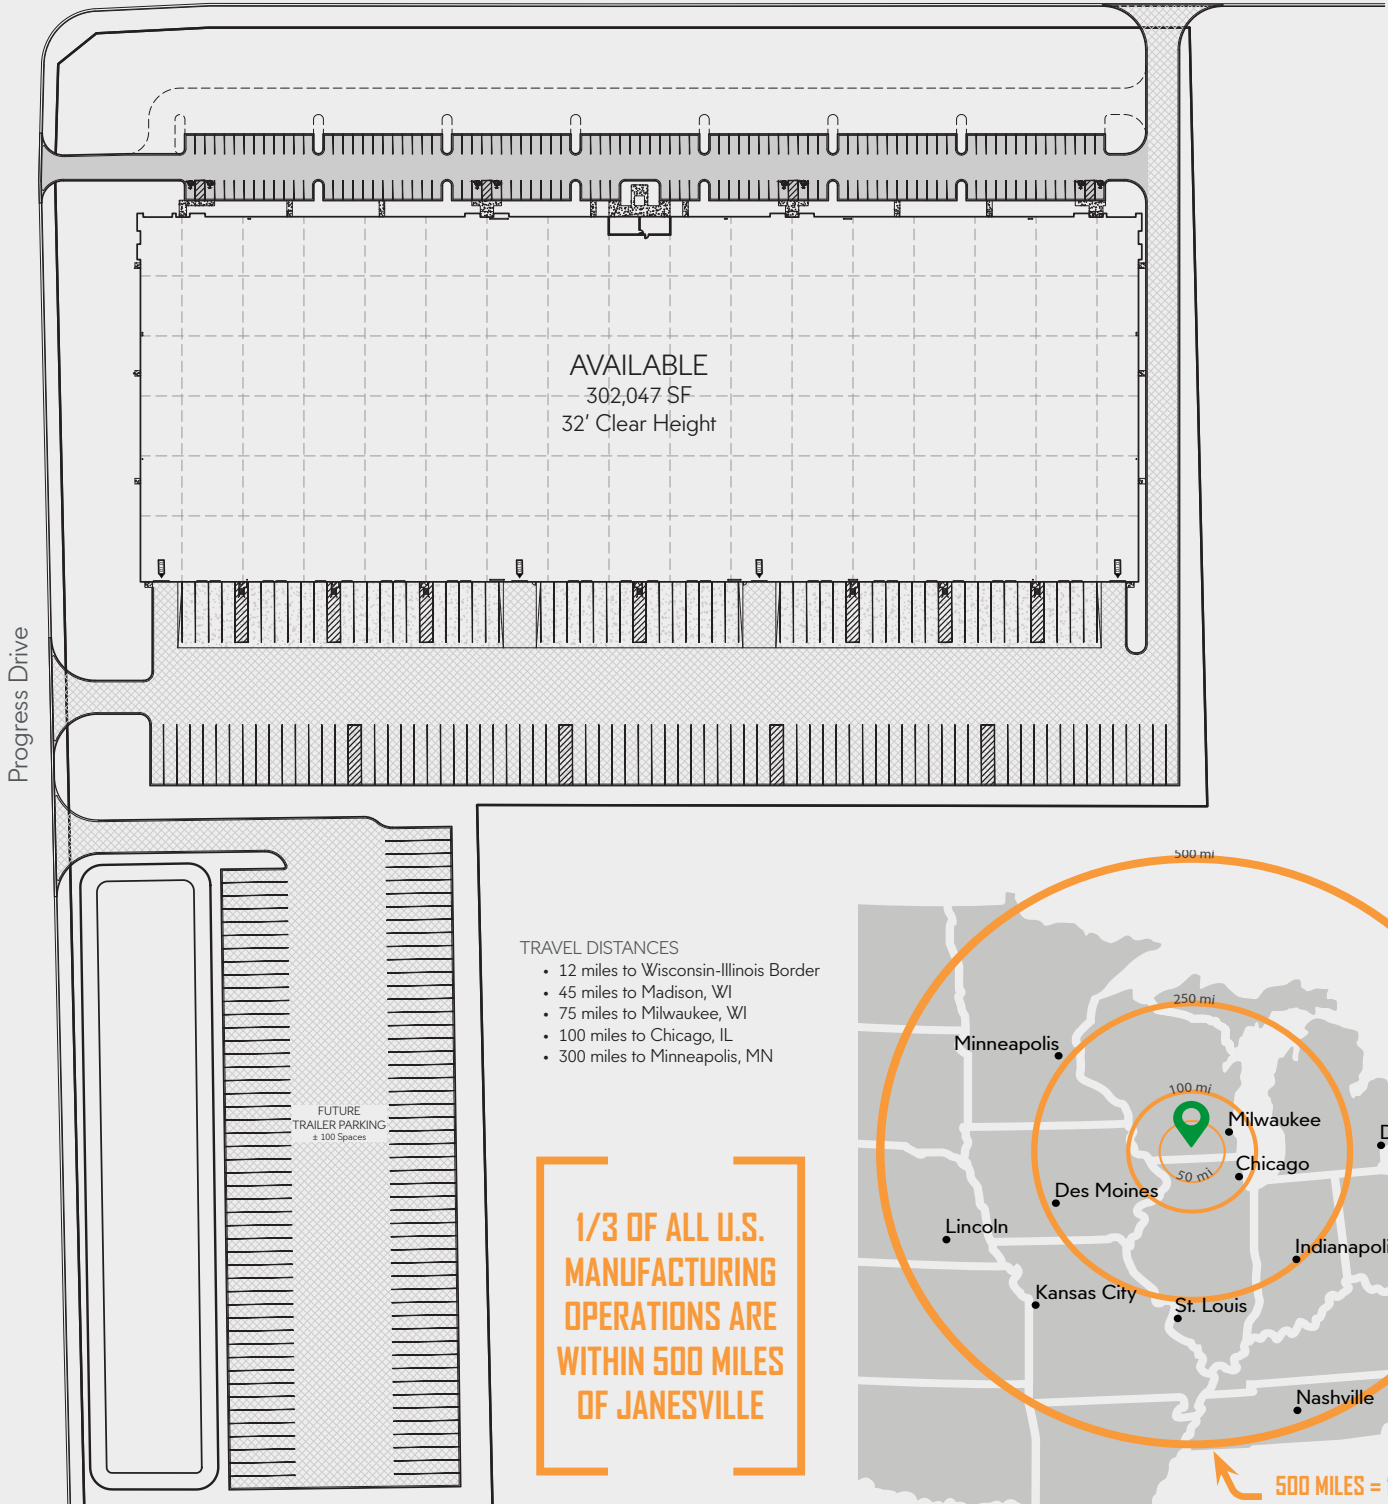 AVAILABLE
302,047 SF
32' Clear Height
Progress Drive
TRAVEL DISTANCES
• 12 miles to Wisconsin-Illinois Border
• 45 miles to Madison, WI
• 75 miles to Milwaukee, WI
• 100 miles to Chicago, IL
• 300 miles to Minneapolis, MN
FUTURE
TRAILER PARKING
± 100 Spaces
1/3 OF ALL U.S.
MANUFACTURING
OPERATIONS ARE
WITHIN 500 MILES
OF JANESVILLE
500 mi
250 mi
Minneapolis
100 mi
Milwaukee
D
Chicago
50 mi
Des Moines
Lincoln
Indianapoli
Kansas City
St. Louis
Nashville
500 MILES =